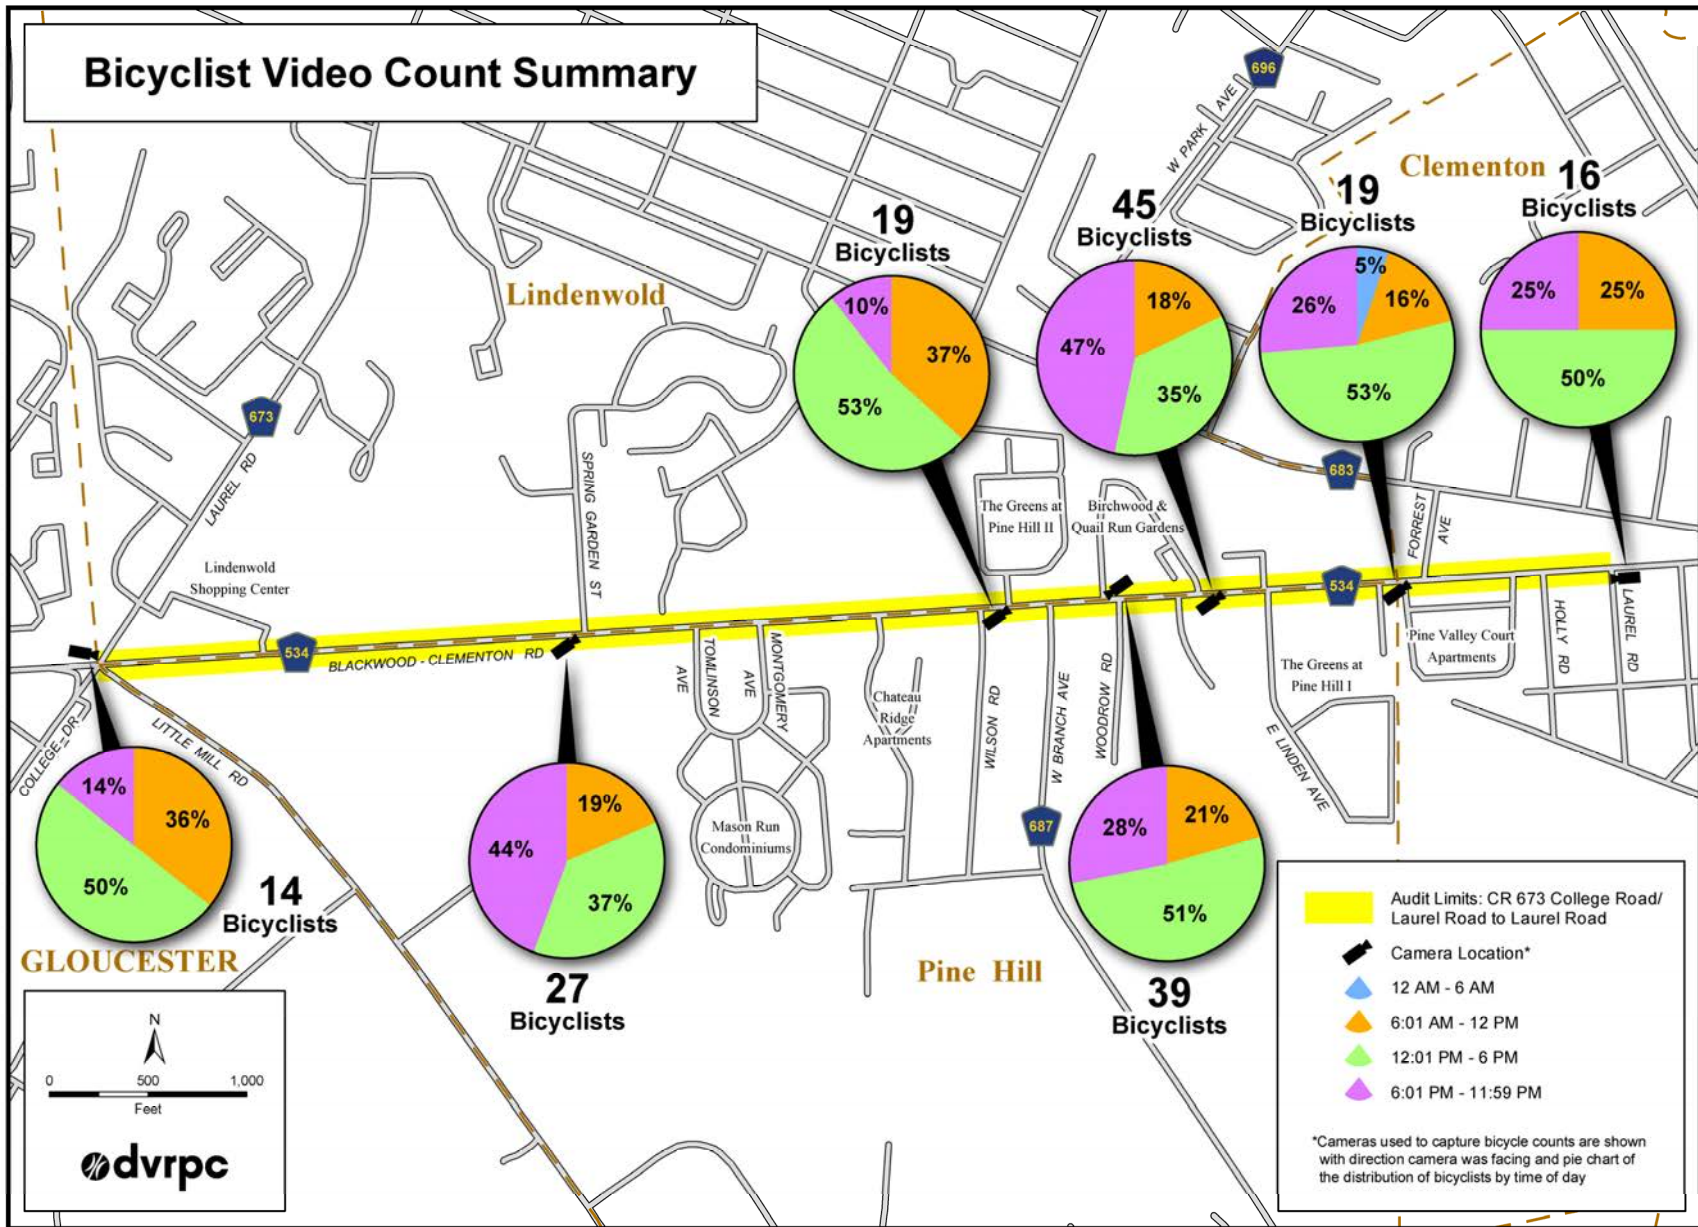 Bicyclist Video Count Summary
696
W PARK AVE
Clementon
16
Bicyclists
19
Bicyclists
45
Bicyclists
19
Bicyclists
Lindenwold
5%
26%
16%
53%
25%
25%
50%
10%
37%
53%
18%
47%
35%
673
LAUREL RD
SPRING GARDEN ST
683
The Greens at
Pine Hill II
Birchwood &
Quail Run Gardens
FORREST
AVE
Lindenwold
Shopping Center
534
BLACKWOOD - CLEMENTON RD
534
TOMLINSON
AVE
MONTGOMERY
AVE
Chateau
Ridge
Apartments
WILSON RD
W BRANCH AVE
WOODROW RD
The Greens at
Pine Hill I
E LINDEN AVE
Pine Valley Court
Apartments
HOLLY RD
LAUREL RD
COLLEGE DR
LITTLE MILL RD
14%
36%
50%
14
Bicyclists
GLOUCESTER
19%
44%
37%
27
Bicyclists
Mason Run
Condominiums
687
Pine Hill
28%
21%
51%
39
Bicyclists
N
0 500 1,000
Feet
dvrpc
Audit Limits: CR 673 College Road/
Laurel Road to Laurel Road
Camera Location*
12 AM - 6 AM
6:01 AM - 12 PM
12:01 PM - 6 PM
6:01 PM - 11:59 PM
*Cameras used to capture bicycle counts are shown
with direction camera was facing and pie chart of
the distribution of bicyclists by time of day